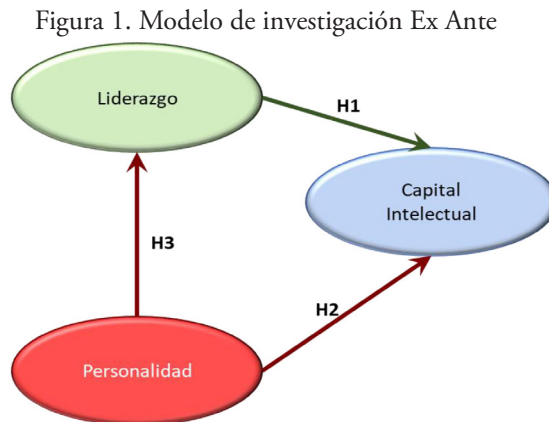 Figura 1. Modelo de investigación Ex Ante
Liderazgo
H1
Capital
Intelectual
H3
H2
Personalidad